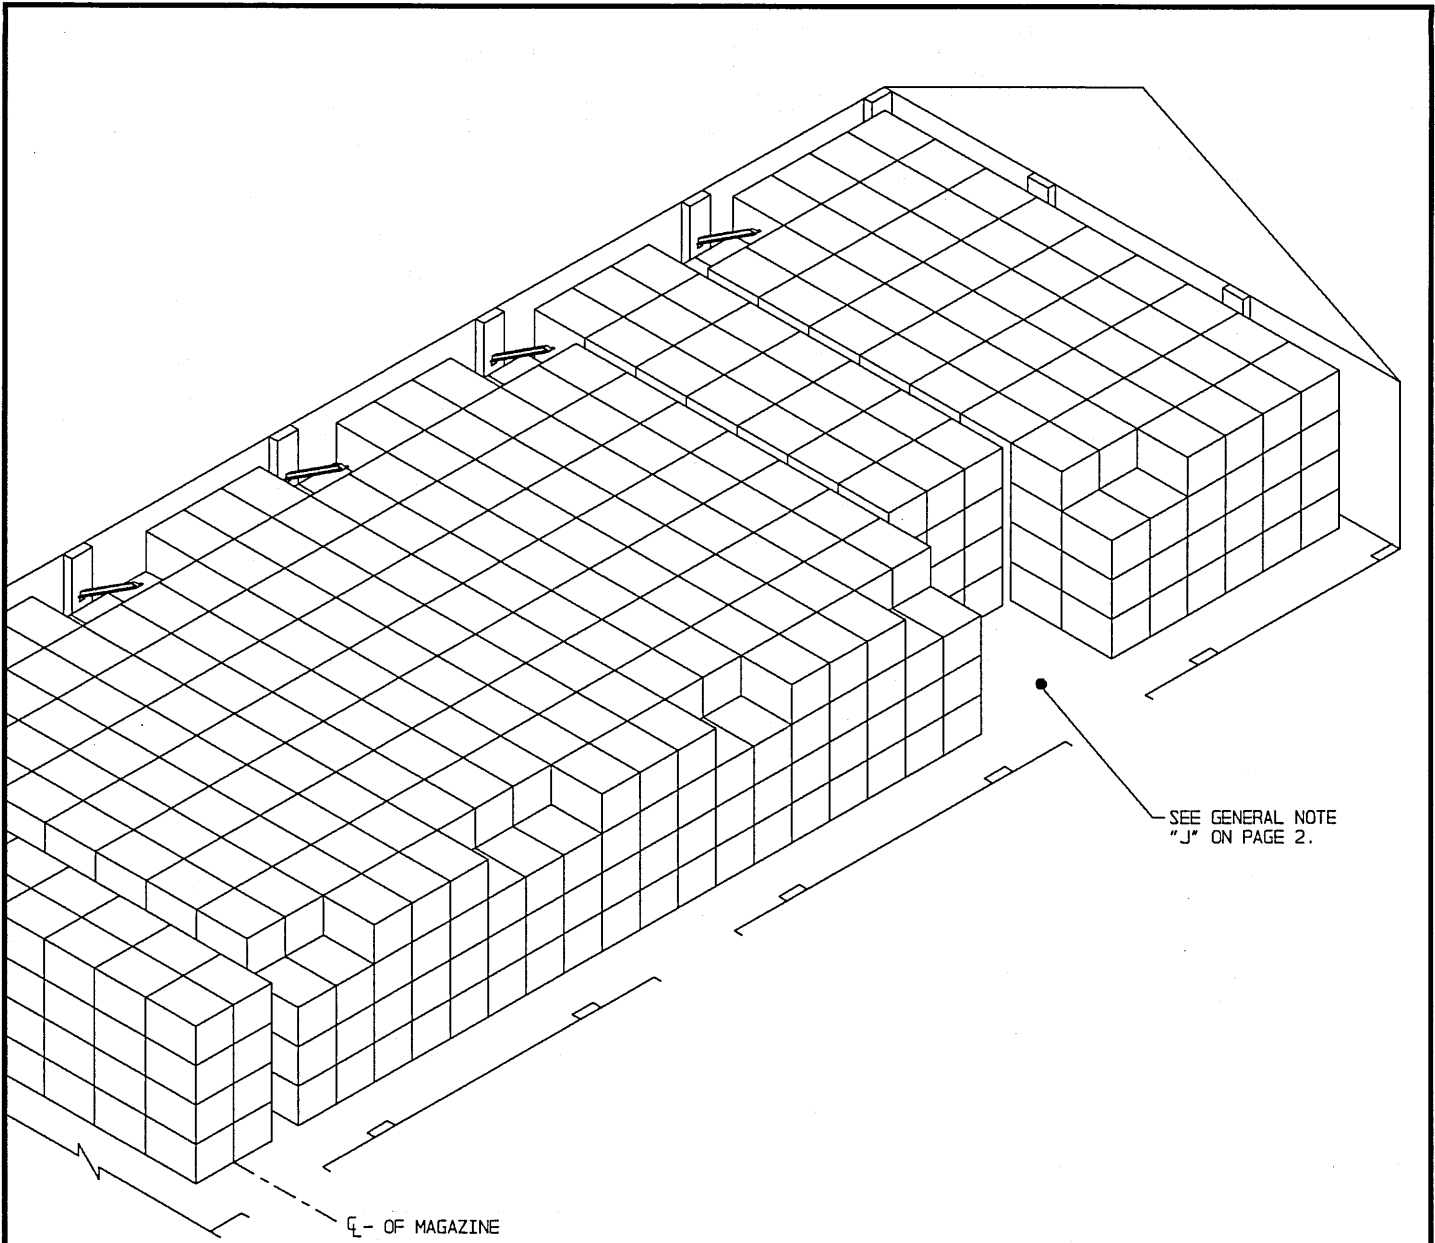 SEE GENERAL NOTE
"J" ON PAGE 2.
℄- OF MAGAZINE